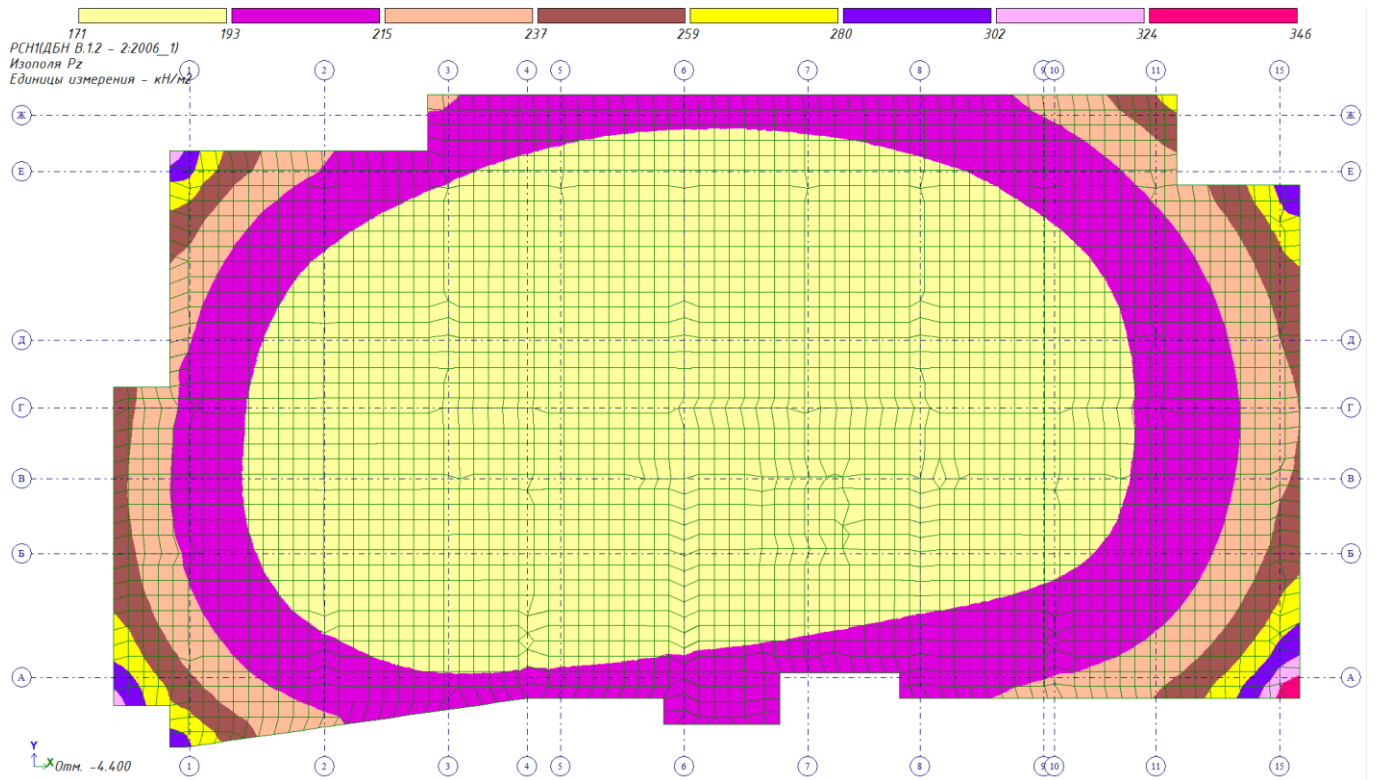 171 193 215 237 259 280 302 324 346
РСН1(ДБН В.1.2 - 2:2006_1)
Изополя Pz
Единицы измерения - кН/м2
1 2 3 4 5 6 7 8 9 10 11 15
Ж Ж
Е Е
Д Д
Г Г
В В
Б Б
А А
Y
X Отм. -4.400
1 2 3 4 5 6 7 8 9 10 11 15